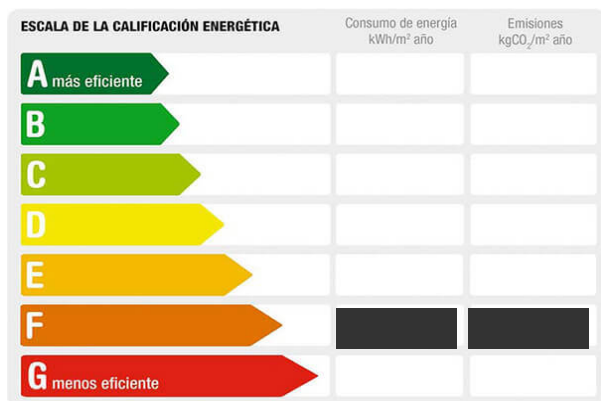 ESCALA DE LA CALIFICACIÓN ENERGÉTICA
Consumo de energía
kWh/m² año
Emisiones
kgCO₂/m² año
A más eficiente
B
C
D
E
F
G menos eficiente